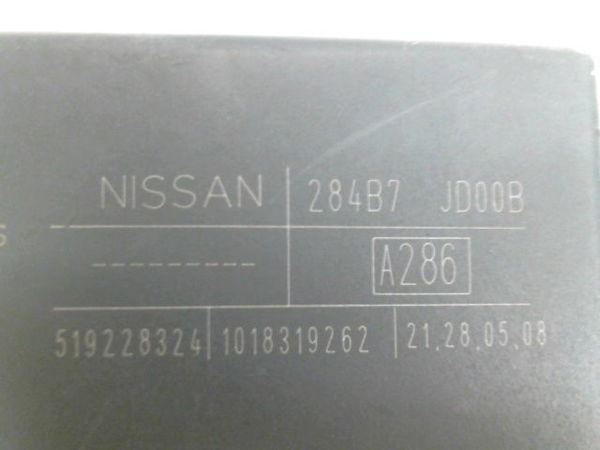 NISSAN 284B7 JD00B
S
--------- A286
519228324 1018319262 21.28.05.08